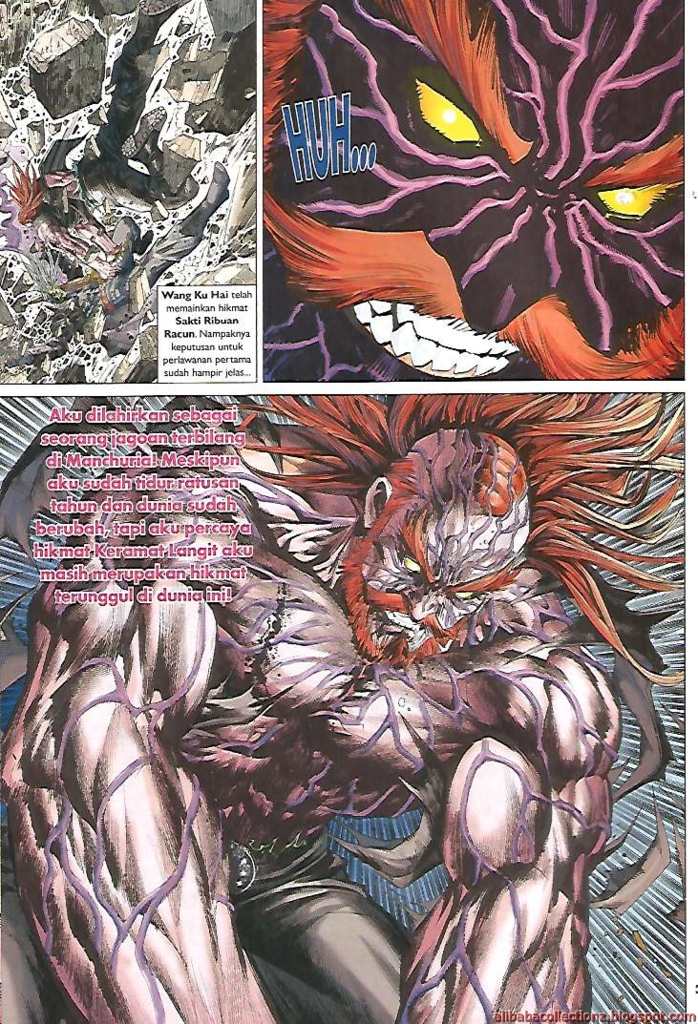 Wang Ku Hai telah
memainkan hikmat
Sakti Ribuan
Racun. Nampaknya
keputusan untuk
perlawanan pertama
sudah hampir jelas...
HUH...
Aku dilahirkan sebagai
seorang jagoan terbilang
di Manchuria! Meskipun
aku sudah tidur ratusan
tahun dan dunia sudah
berubah, tapi aku percaya
hikmat Keramat Langit aku
masih merupakan hikmat
terunggul di dunia ini!
alibabacollectionz.blogspot.com